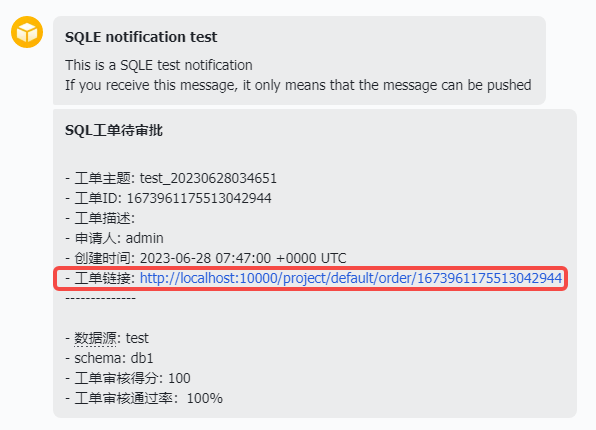 SQLE notification test
This is a SQLE test notification
If you receive this message, it only means that the message can be pushed
SQL工单待审批
- 工单主题: test_20230628034651
- 工单ID: 1673961175513042944
- 工单描述:
- 申请人: admin
- 创建时间: 2023-06-28 07:47:00 +0000 UTC
- 工单链接: http://localhost:10000/project/default/order/1673961175513042944
--------------
- 数据源: test
- schema: db1
- 工单审核得分: 100
- 工单审核通过率：100%